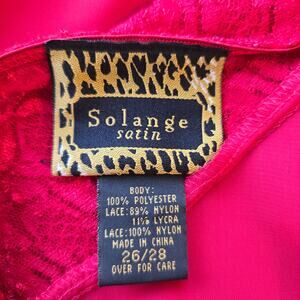 Solange
satin
BODY:
100% POLYESTER
LACE: 89% NYLON
11% LYCRA
LACE: 100% NYLON
MADE IN CHINA
26/28
OVER FOR CARE